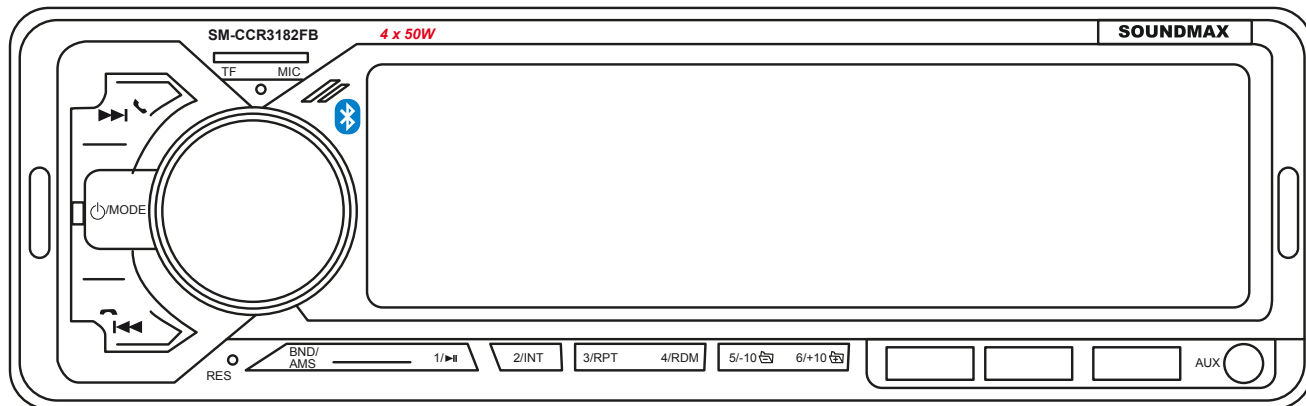 SM-CCR3182FB
4 x 50W
SOUNDMAX
TF
MIC
/MODE
RES
BND/
AMS
1/
2/INT
3/RPT
4/RDM
5/-10
6/+10
AUX